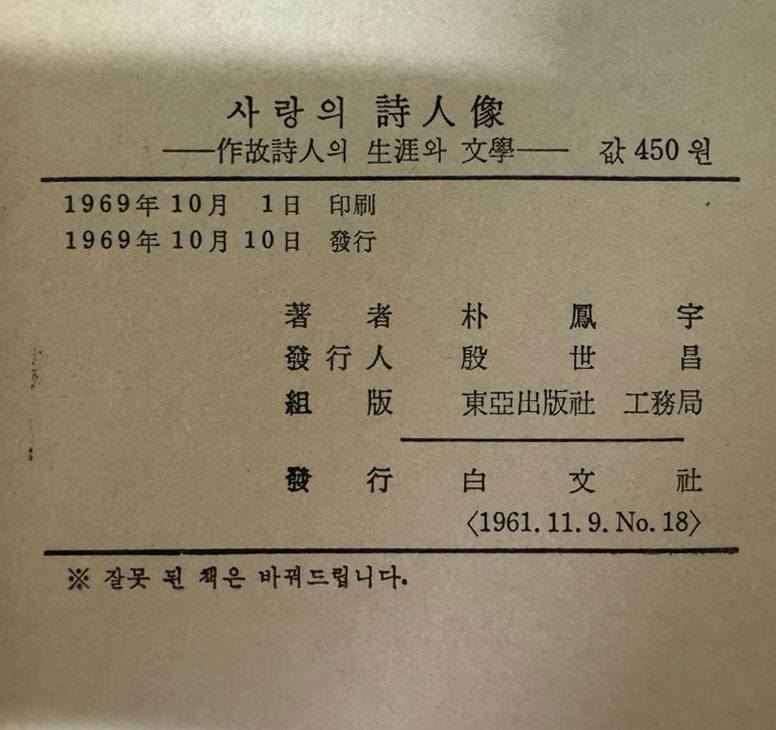 사랑의 詩人像
——作故詩人의 生涯와 文學—— 값 450 원
1969年 10月 1日 印刷
1969年 10月 10日 發行
著者 朴鳳宇
發行人 殷世昌
組版 東亞出版社 工務局
發行 白文社
〈1961. 11. 9. No. 18〉
※ 잘못 된 책은 바꿔드립니다.